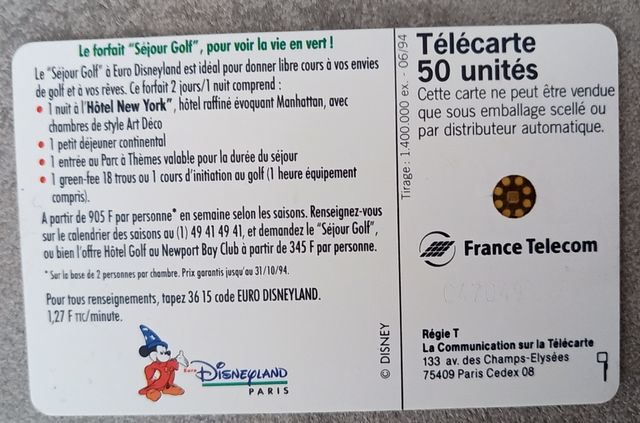 Le forfait "Séjour Golf", pour voir la vie en vert !
Le "Séjour Golf" à Euro Disneyland est idéal pour donner libre cours à vos envies
de golf et à vos rêves. Ce forfait 2 jours/1 nuit comprend :
• 1 nuit à l'Hôtel New York", hôtel raffiné évoquant Manhattan, avec
chambres de style Art Déco
• 1 petit déjeuner continental
• 1 entrée au Parc à Thèmes valable pour la durée du séjour
• 1 green-fee 18 trous ou 1 cours d'initiation au golf (1 heure équipement
compris).
A partir de 905 F par personne* en semaine selon les saisons. Renseignez-vous
sur le calendrier des saisons au (1) 49 41 49 41, et demandez le "Séjour Golf",
ou bien l'offre Hôtel Golf au Newport Bay Club à partir de 345 F par personne.
* Sur la base de 2 personnes par chambre. Prix garantis jusqu'au 31/10/94.
Pour tous renseignements, tapez 36 15 code EURO DISNEYLAND.
1,27 F TTC/minute.
Euro Disneyland
PARIS
© DISNEY
Tirage : 1.400.000 ex. - 06/94
Télécarte
50 unités
Cette carte ne peut être vendue
que sous emballage scellé ou
par distributeur automatique.
France Telecom
Régie T
La Communication sur la Télécarte
133 av. des Champs-Elysées
75409 Paris Cedex 08